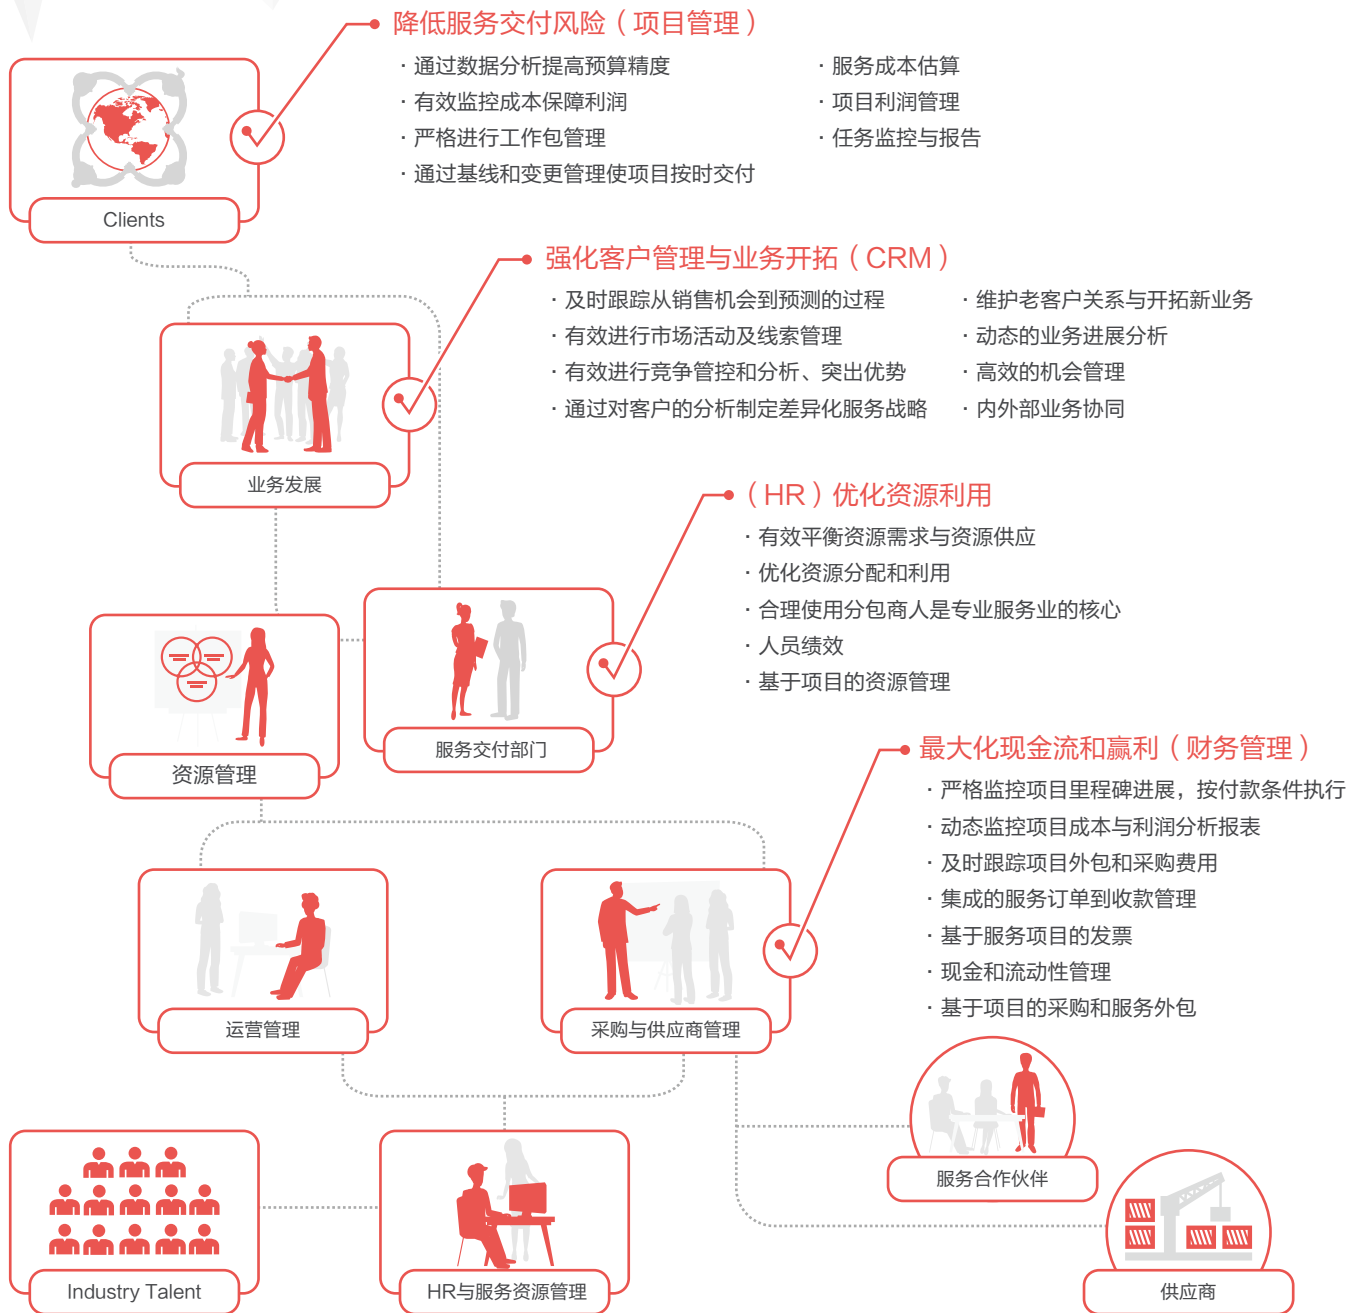 降低服务交付风险（项目管理）
· 通过数据分析提高预算精度
· 有效监控成本保障利润
· 严格进行工作包管理
· 通过基线和变更管理使项目按时交付
· 服务成本估算
· 项目利润管理
· 任务监控与报告
Clients
强化客户管理与业务开拓（CRM）
· 及时跟踪从销售机会到预测的过程
· 有效进行市场活动及线索管理
· 有效进行竞争管控和分析、突出优势
· 通过对客户的分析制定差异化服务战略
· 维护老客户关系与开拓新业务
· 动态的业务进展分析
· 高效的机会管理
· 内外部业务协同
业务发展
（HR）优化资源利用
· 有效平衡资源需求与资源供应
· 优化资源分配和利用
· 合理使用分包商人是专业服务业的核心
· 人员绩效
· 基于项目的资源管理
服务交付部门
资源管理
最大化现金流和赢利（财务管理）
· 严格监控项目里程碑进展，按付款条件执行
· 动态监控项目成本与利润分析报表
· 及时跟踪项目外包和采购费用
· 集成的服务订单到收款管理
· 基于服务项目的发票
· 现金和流动性管理
· 基于项目的采购和服务外包
运营管理
采购与供应商管理
服务合作伙伴
Industry Talent
HR与服务资源管理
供应商